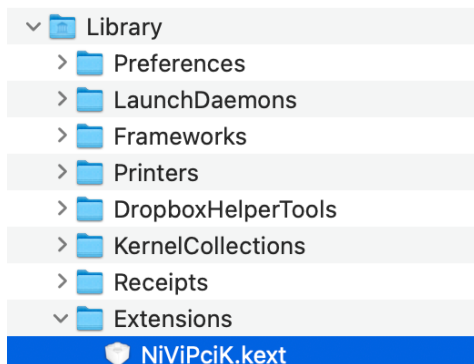 Library
Preferences
LaunchDaemons
Frameworks
Printers
DropboxHelperTools
KernelCollections
Receipts
Extensions
NiViPciK.kext